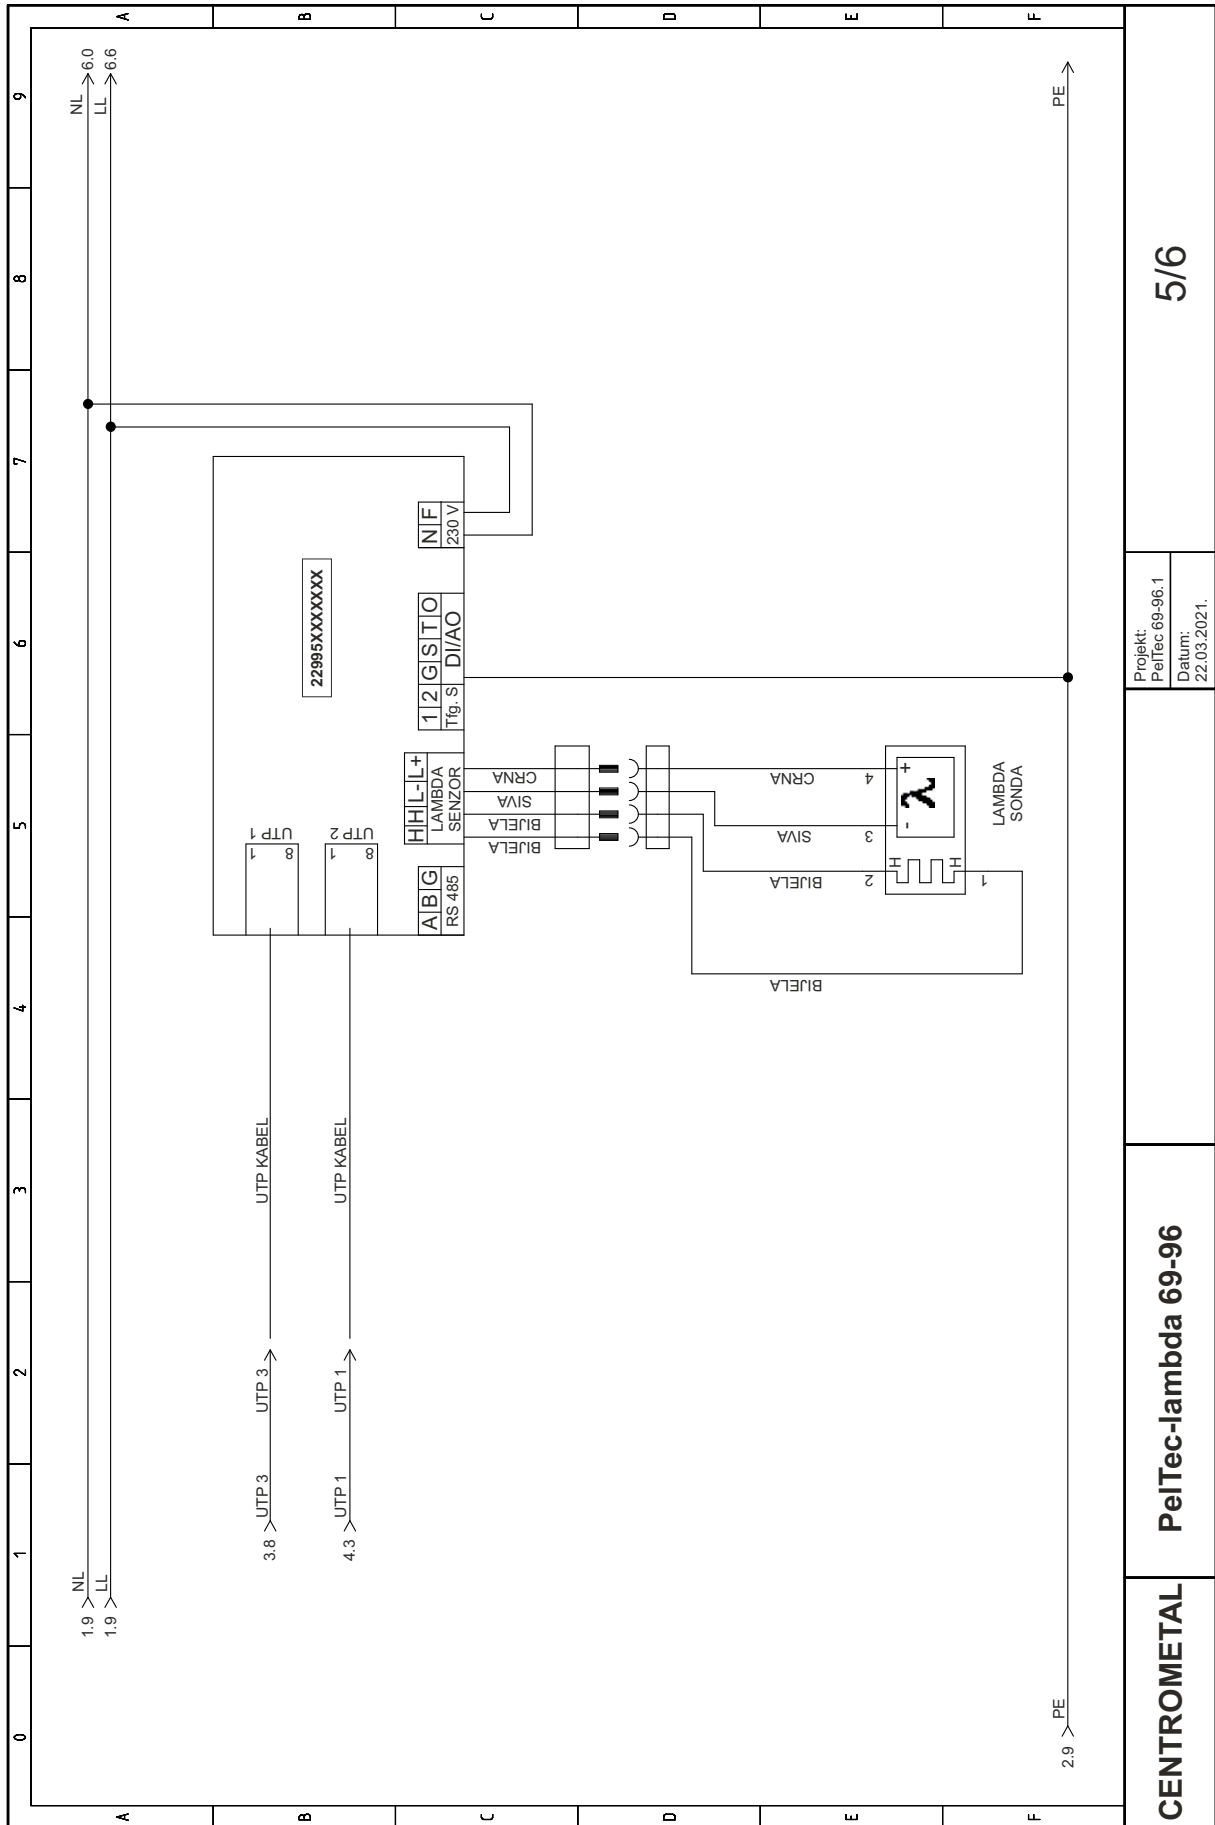 0 1 2 3 4 5 6 7 8 9
A
B
C
D
E
F
A
B
C
D
E
F
1.9 NL
1.9 LL
NL 6.0
LL 6.6
3.8 UTP 3
UTP 3
UTP KABEL
4.3 UTP 1
UTP 1
UTP KABEL
UTP 1
1
8
UTP 2
1
8
22995XXXXXXX
A B G
RS 485
H H L- L+
LAMBDA
SENZOR
1 2 G S T O
Tfg. S
DI/AO
N F
230 V
BIJELA
BIJELA
SIVA
CRNA
BIJELA
BIJELA
SIVA
CRNA
2
3
4
1
H
H
-
+
λ
LAMBDA
SONDA
2.9 PE
PE
CENTROMETAL
PelTec-lambda 69-96
Projekt:
PelTec 69-96.1
Datum:
22.03.2021.
5/6